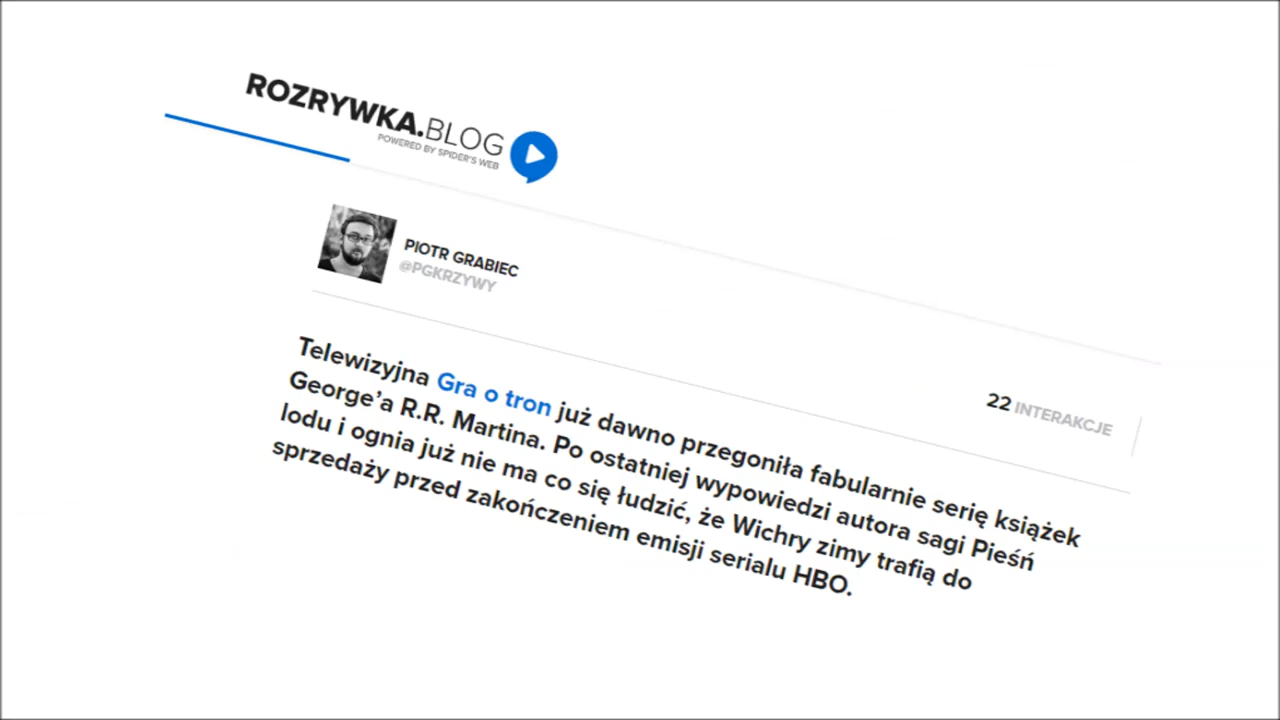 ROZRYWKA.BLOG
POWERED BY SPIDER'S WEB
PIOTR GRABIEC
@PGKRZYWY
22 INTERAKCJE
Telewizyjna Gra o tron już dawno przegoniła fabularnie serię książek
George'a R.R. Martina. Po ostatniej wypowiedzi autora sagi Pieśń
lodu i ognia już nie ma co się łudzić, że Wichry zimy trafią do
sprzedaży przed zakończeniem emisji serialu HBO.